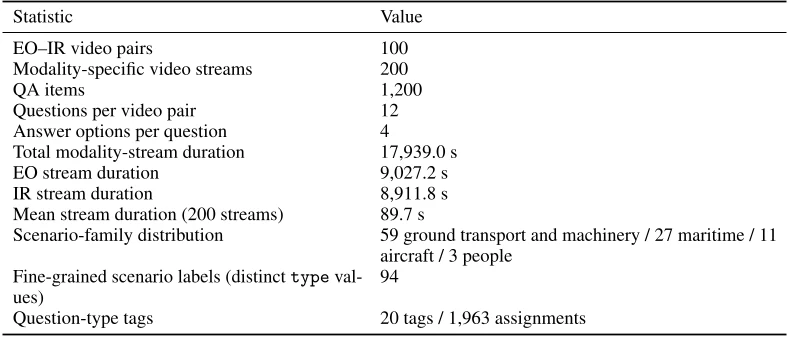 Statistic Value
EO–IR video pairs 100
Modality-specific video streams 200
QA items 1,200
Questions per video pair 12
Answer options per question 4
Total modality-stream duration 17,939.0 s
EO stream duration 9,027.2 s
IR stream duration 8,911.8 s
Mean stream duration (200 streams) 89.7 s
Scenario-family distribution 59 ground transport and machinery / 27 maritime / 11
aircraft / 3 people
Fine-grained scenario labels (distinct type val- 94
ues)
Question-type tags 20 tags / 1,963 assignments